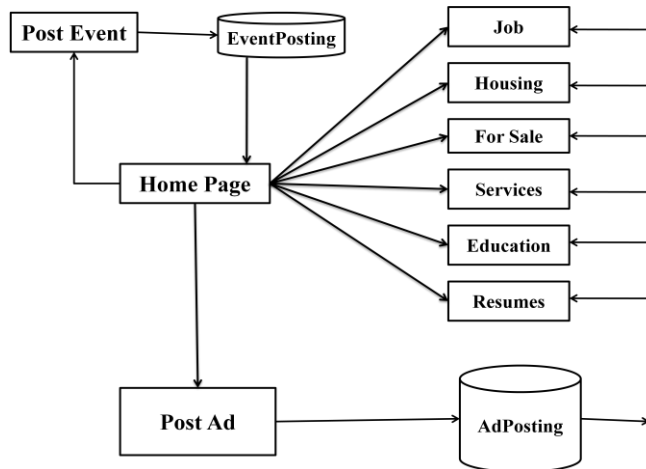 Post Event
EventPosting
Job
Housing
For Sale
Home Page
Services
Education
Resumes
Post Ad
AdPosting